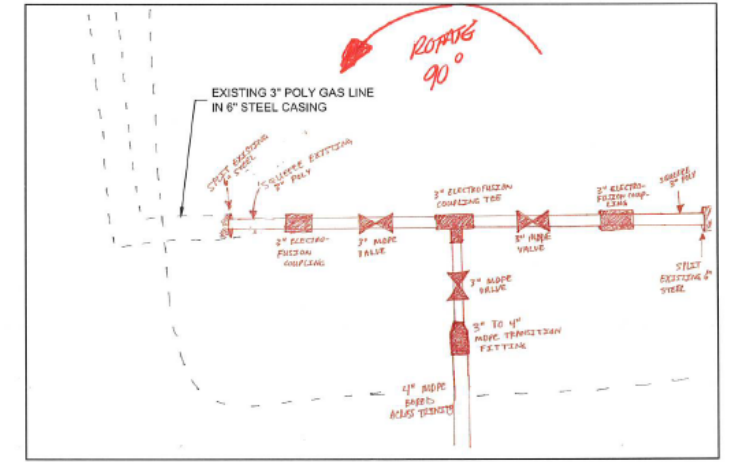 ROTATE
90°
EXISTING 3" POLY GAS LINE
IN 6" STEEL CASING
SPLIT EXISTING
6" STEEL
SQUEEZE EXISTING
3" POLY
3" ELECTROFUSION
COUPLING TEE
3" ELECTRO-
FUSION COUP-
LING
SQUEEZE
3" POLY
3" ELECTRO-
FUSION
COUPLING
3" MDPE
VALVE
3" MDPE
VALVE
SPLIT
EXISTING 6"
STEEL
3" MDPE
VALVE
3" TO 4"
MDPE TRANSITION
FITTING
4" MDPE
BORED
ACROSS TRINITY